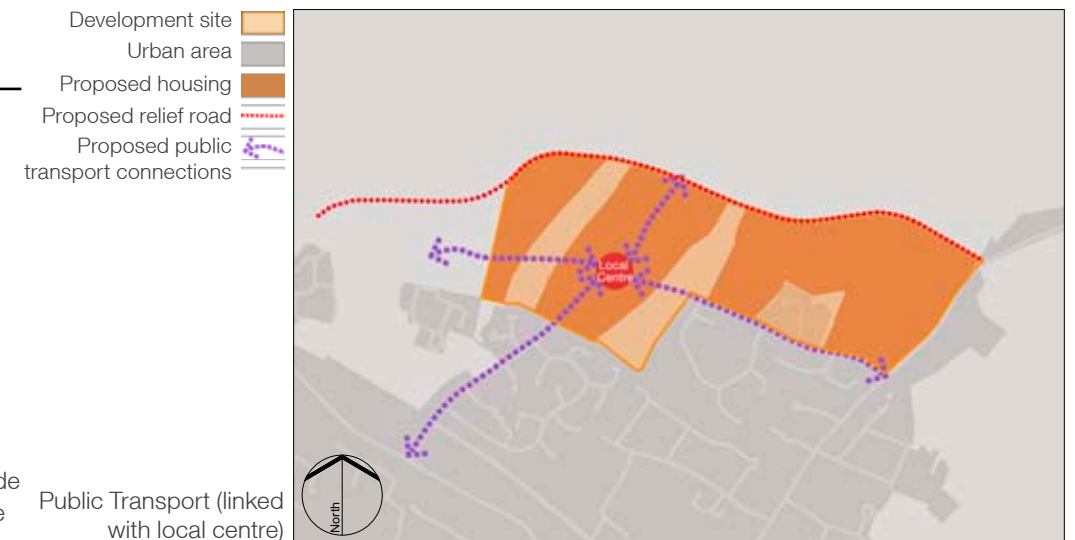 Development site
Urban area
Proposed housing
Proposed relief road
Proposed public
transport connections
Local
Centre
North
de
e
Public Transport (linked
with local centre)